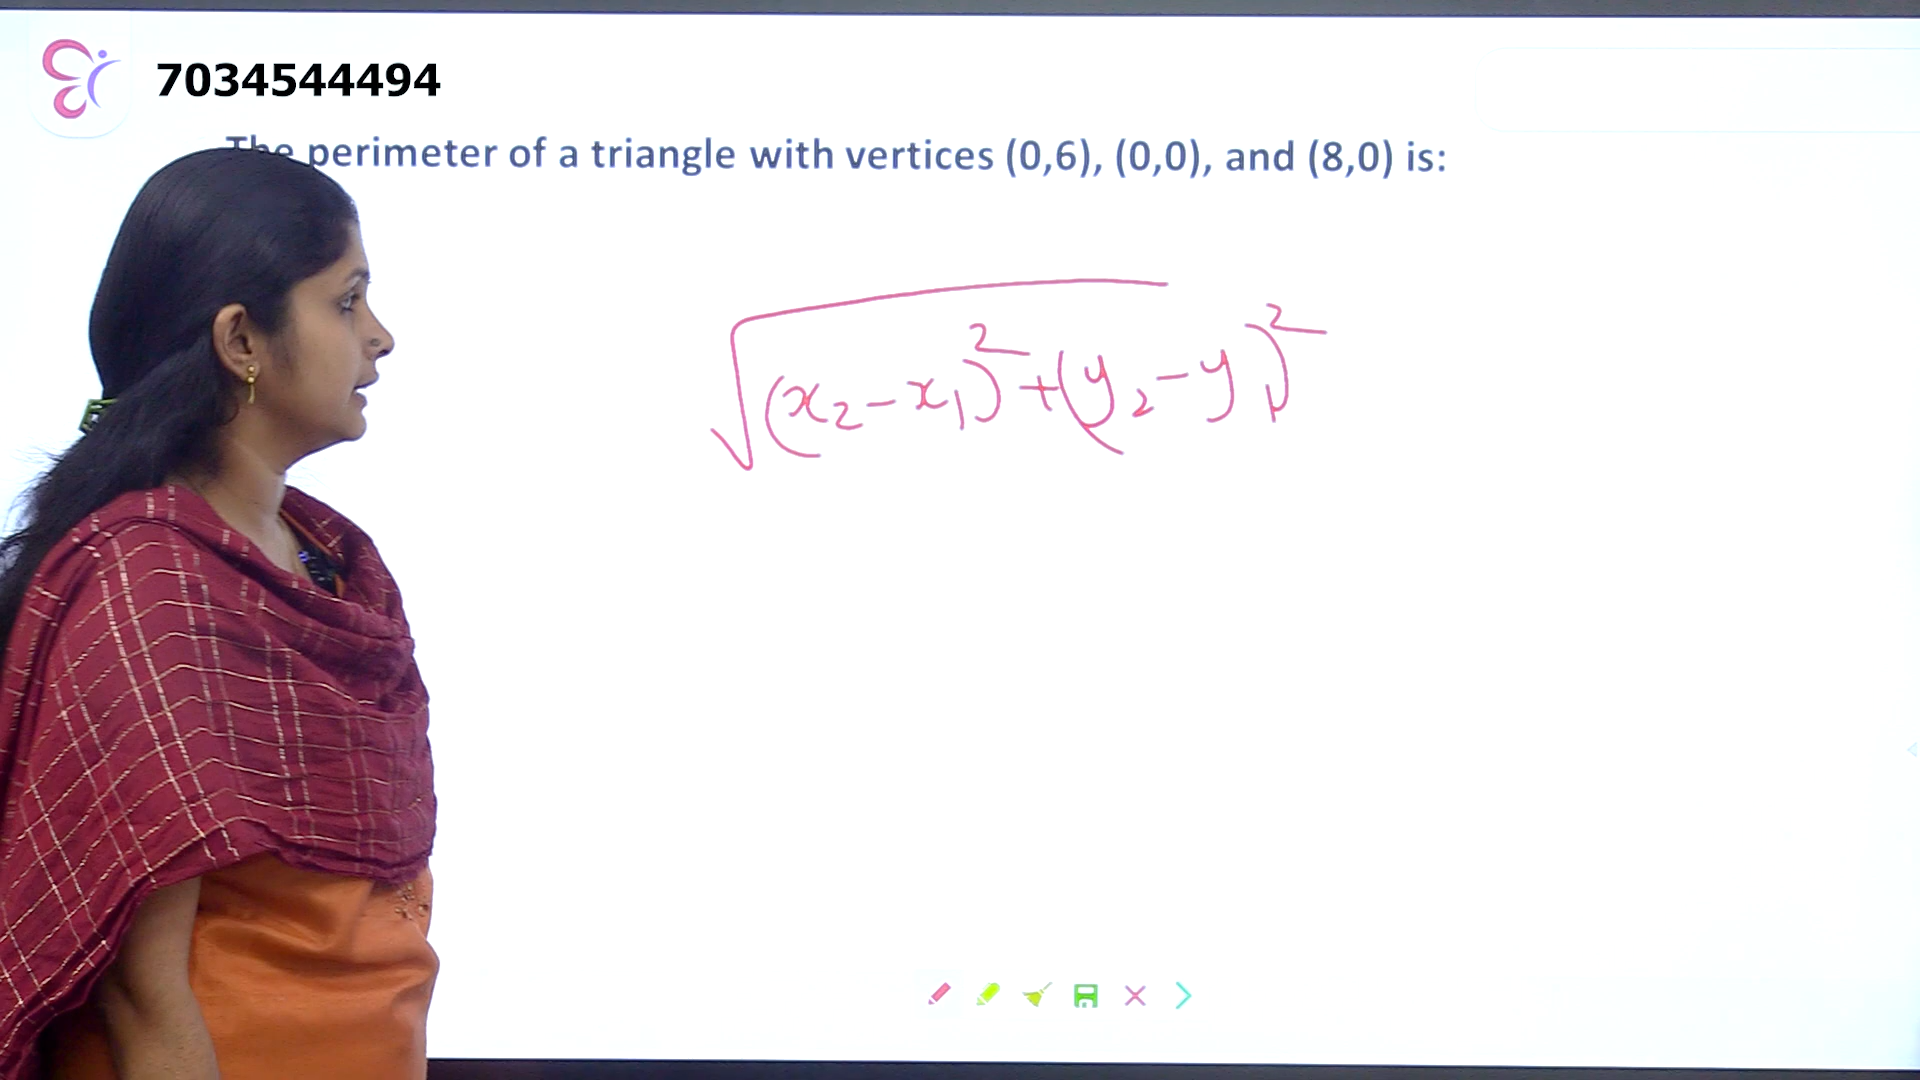 7034544494
The perimeter of a triangle with vertices (0,6), (0,0), and (8,0) is:
√(x₂-x₁)²+(y₂-y₁)²